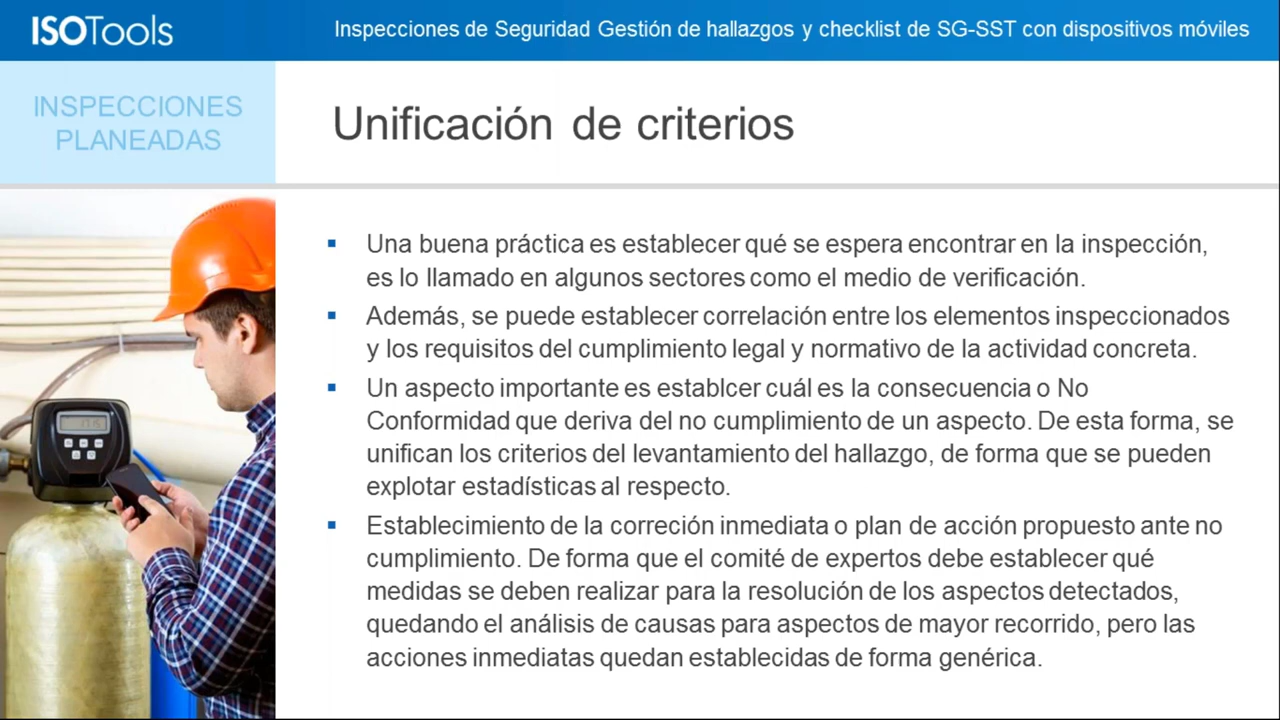 ISOTools
Inspecciones de Seguridad Gestión de hallazgos y checklist de SG-SST con dispositivos móviles
INSPECCIONES
PLANEADAS
Unificación de criterios
▪ Una buena práctica es establecer qué se espera encontrar en la inspección,
es lo llamado en algunos sectores como el medio de verificación.
▪ Además, se puede establecer correlación entre los elementos inspeccionados
y los requisitos del cumplimiento legal y normativo de la actividad concreta.
▪ Un aspecto importante es establcer cuál es la consecuencia o No
Conformidad que deriva del no cumplimiento de un aspecto. De esta forma, se
unifican los criterios del levantamiento del hallazgo, de forma que se pueden
explotar estadísticas al respecto.
▪ Establecimiento de la correción inmediata o plan de acción propuesto ante no
cumplimiento. De forma que el comité de expertos debe establecer qué
medidas se deben realizar para la resolución de los aspectos detectados,
quedando el análisis de causas para aspectos de mayor recorrido, pero las
acciones inmediatas quedan establecidas de forma genérica.